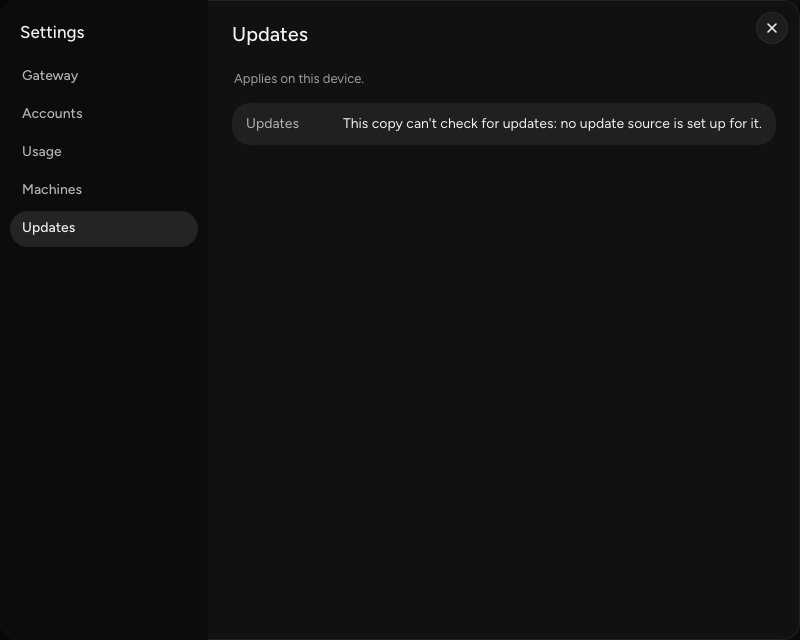 Settings
Gateway
Accounts
Usage
Machines
Updates
Updates
Applies on this device.
Updates This copy can't check for updates: no update source is set up for it.